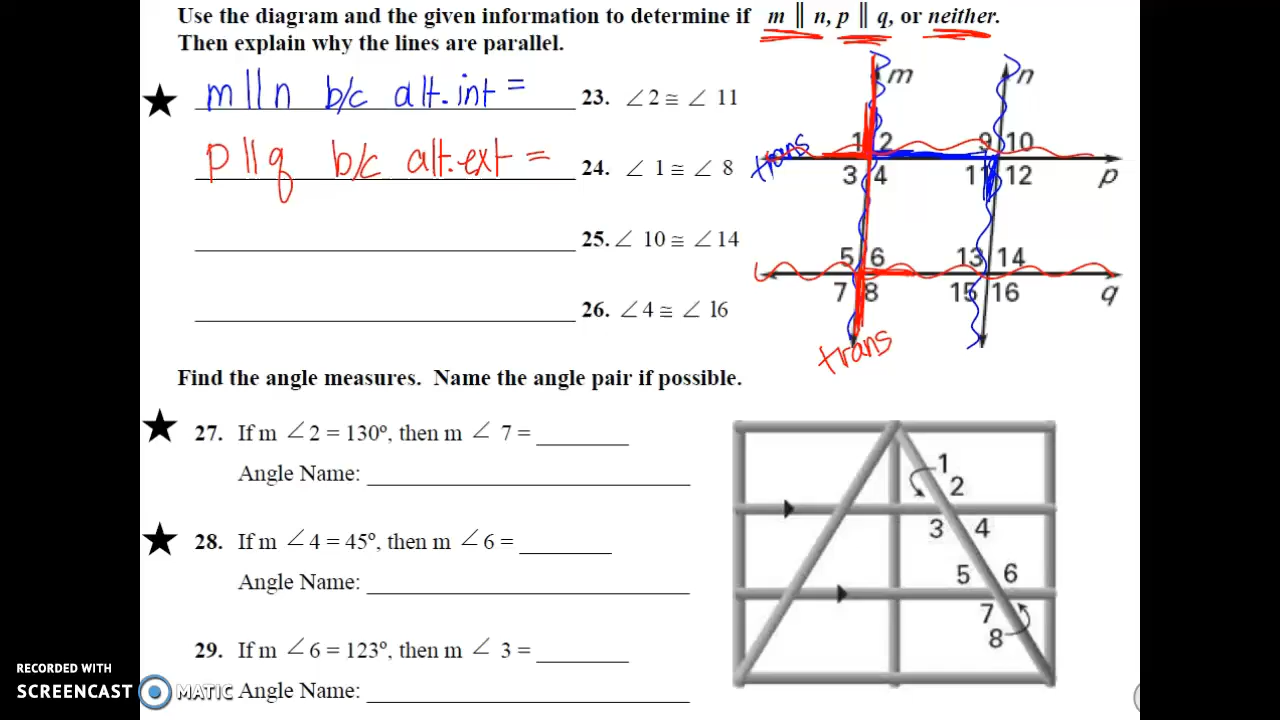 Use the diagram and the given information to determine if m ∥ n, p ∥ q, or neither.
Then explain why the lines are parallel.
m || n b/c alt. int =
23. ∠2 ≅ ∠ 11
p || q b/c alt. ext =
24. ∠ 1 ≅ ∠ 8
25. ∠ 10 ≅ ∠14
26. ∠4 ≅ ∠ 16
m n
trans
1 2 9 10
3 4 11 12 p
5 6 13 14
7 8 15 16 q
trans
Find the angle measures. Name the angle pair if possible.
27. If m ∠2 = 130º, then m ∠ 7 =
Angle Name:
28. If m ∠4 = 45º, then m ∠6 =
Angle Name:
29. If m ∠6 = 123º, then m ∠ 3 =
Angle Name:
1
2
3 4
5 6
7
8
RECORDED WITH
SCREENCAST MATIC